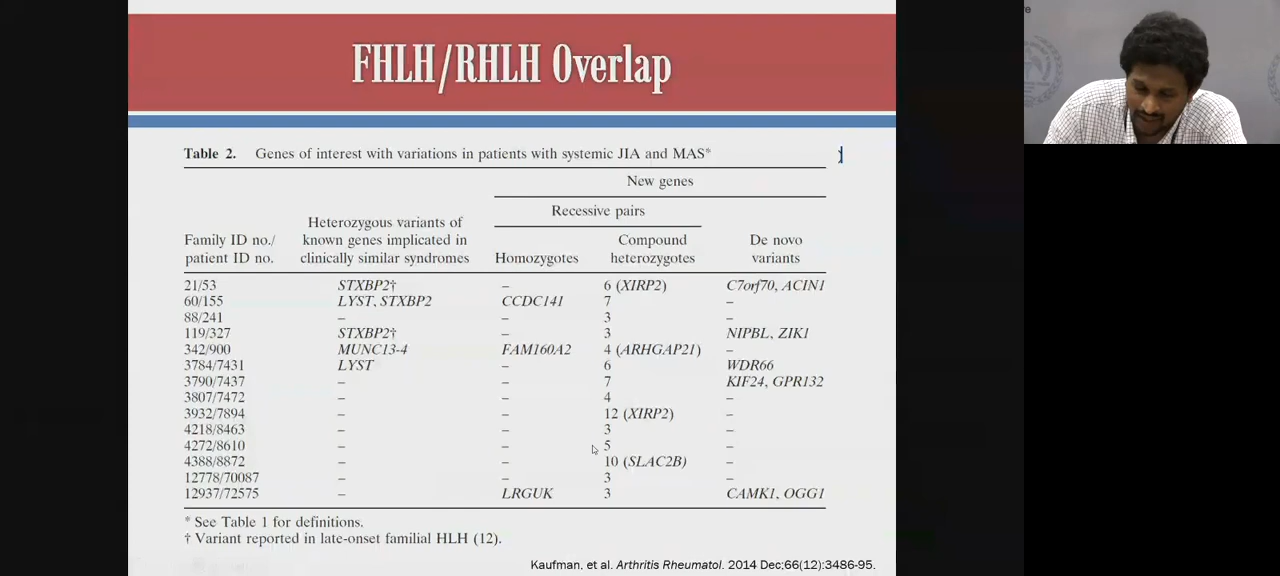 re
FHLH/RHLH Overlap
Table 2. Genes of interest with variations in patients with systemic JIA and MAS*
New genes
Recessive pairs
Family ID no./ patient ID no. Heterozygous variants of known genes implicated in clinically similar syndromes Homozygotes Compound heterozygotes De novo variants
21/53 STXBP2† – 6 (XIRP2) C7orf70, ACIN1
60/155 LYST, STXBP2 CCDC141 7 –
88/241 – – 3 –
119/327 STXBP2† – 3 NIPBL, ZIK1
342/900 MUNC13-4 FAM160A2 4 (ARHGAP21) –
3784/7431 LYST – 6 WDR66
3790/7437 – – 7 KIF24, GPR132
3807/7472 – – 4 –
3932/7894 – – 12 (XIRP2) –
4218/8463 – – 3 –
4272/8610 – – 5 –
4388/8872 – – 10 (SLAC2B) –
12778/70087 – – 3 –
12937/72575 – LRGUK 3 CAMK1, OGG1
* See Table 1 for definitions.
† Variant reported in late-onset familial HLH (12).
Kaufman, et al. Arthritis Rheumatol. 2014 Dec;66(12):3486-95.